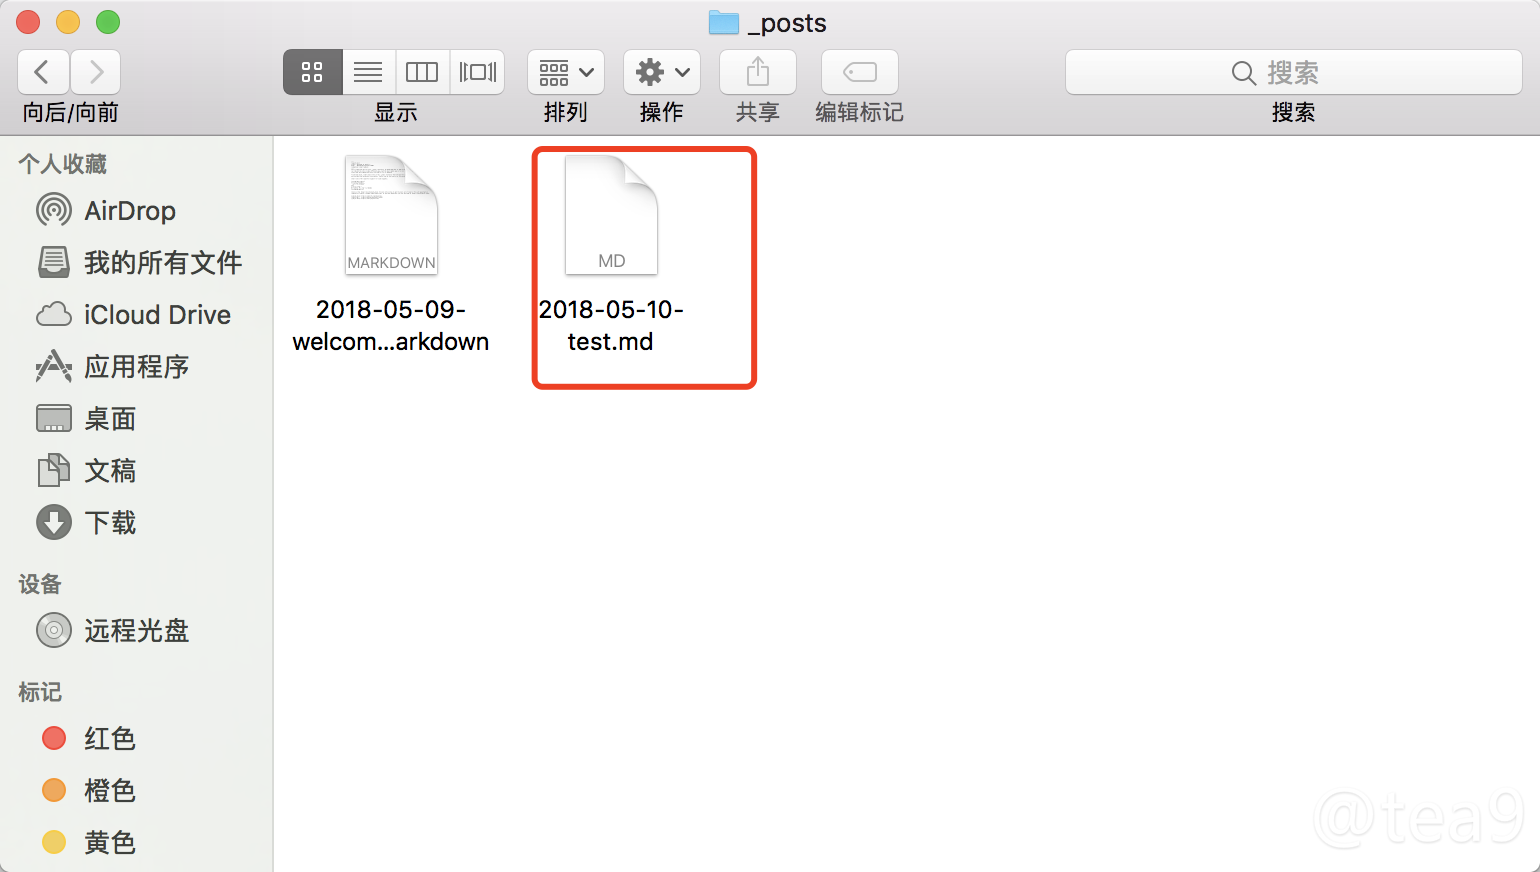 _posts
搜索
向后/向前
显示
排列
操作
共享
编辑标记
搜索
个人收藏
AirDrop
我的所有文件
iCloud Drive
应用程序
桌面
文稿
下载
设备
远程光盘
标记
红色
橙色
黄色
MARKDOWN
2018-05-09-
welcom...arkdown
MD
2018-05-10-
test.md
@tea9